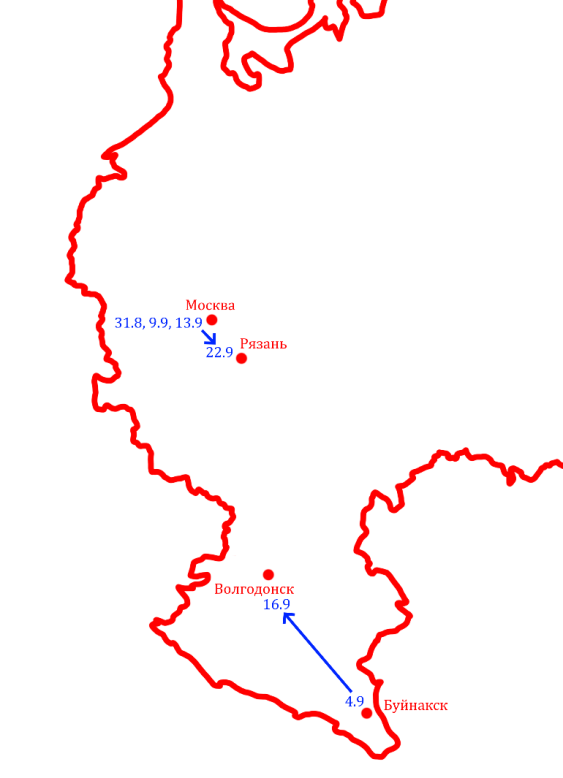 Москва
31.8, 9.9, 13.9
Рязань
22.9
Волгодонск
16.9
4.9
Буйнакск